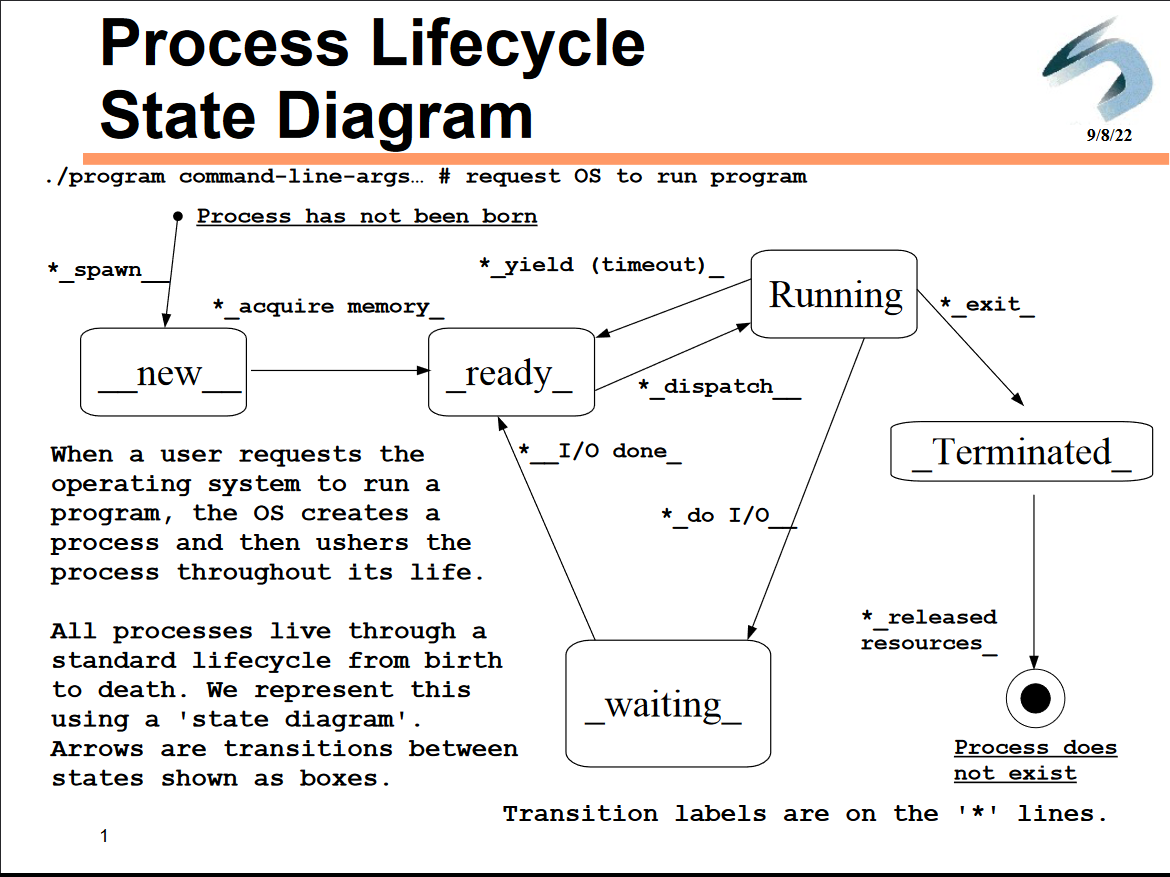 Process Lifecycle
State Diagram
9/8/22
./program command-line-args… # request OS to run program
Process has not been born
*_spawn__
*_yield (timeout)_
*_acquire memory_
Running
*_exit_
__new__
_ready_
*_dispatch__
*__I/O done_
_Terminated_
*_do I/O__
When a user requests the
operating system to run a
program, the OS creates a
process and then ushers the
process throughout its life.
All processes live through a
standard lifecycle from birth
to death. We represent this
using a 'state diagram'.
Arrows are transitions between
states shown as boxes.
*_released
resources_
_waiting_
Process does
not exist
Transition labels are on the '*' lines.
1